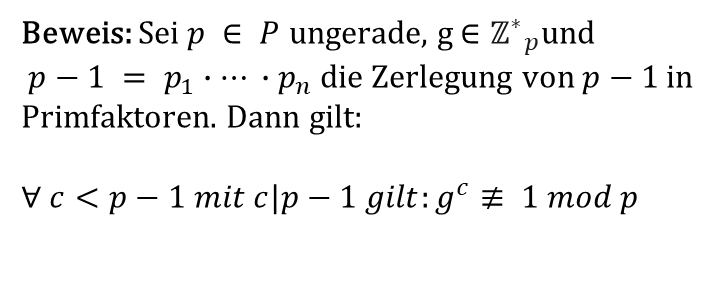 Beweis: Sei p ∈ P ungerade, g ∈ ℤ*ₚ und
p − 1 = p₁ · ⋯ · pₙ die Zerlegung von p − 1 in
Primfaktoren. Dann gilt:
∀ c < p − 1 mit c|p − 1 gilt: gᶜ ≢ 1 mod p